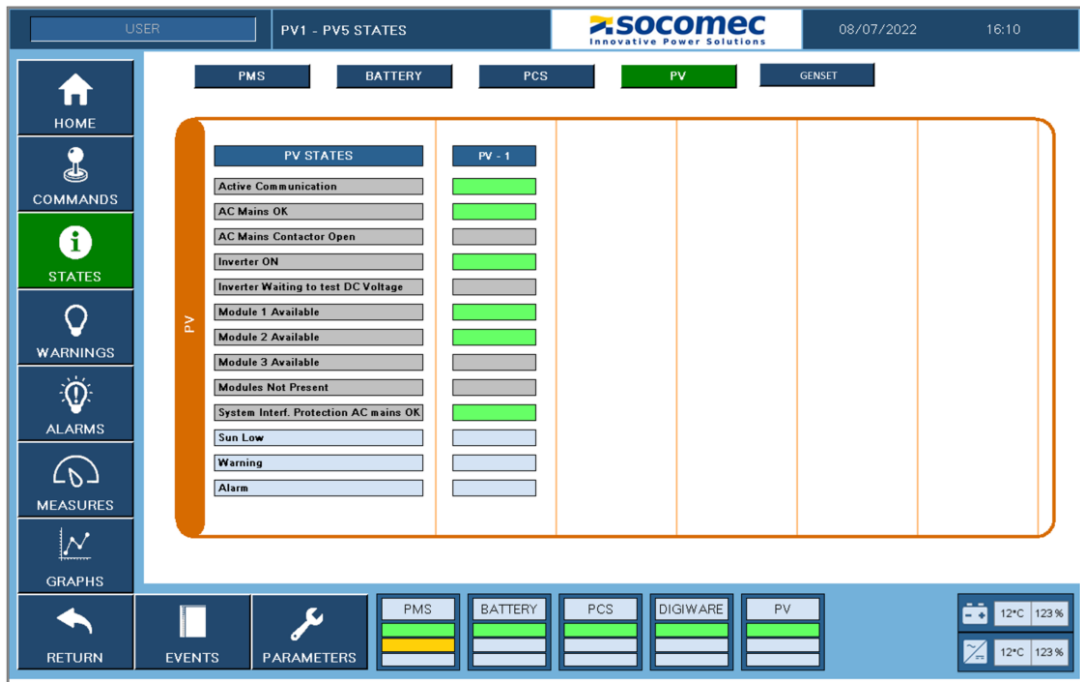 USER
PV1 - PV5 STATES
socomec
Innovative Power Solutions
08/07/2022
16:10
HOME
COMMANDS
STATES
WARNINGS
ALARMS
MEASURES
GRAPHS
PMS
BATTERY
PCS
PV
GENSET
PV
PV STATES
PV - 1
Active Communication
AC Mains OK
AC Mains Contactor Open
Inverter ON
Inverter Waiting to test DC Voltage
Module 1 Available
Module 2 Available
Module 3 Available
Modules Not Present
System Interf. Protection AC mains OK
Sun Low
Warning
Alarm
RETURN
EVENTS
PARAMETERS
PMS
BATTERY
PCS
DIGIWARE
PV
12°C 123 %
12°C 123 %